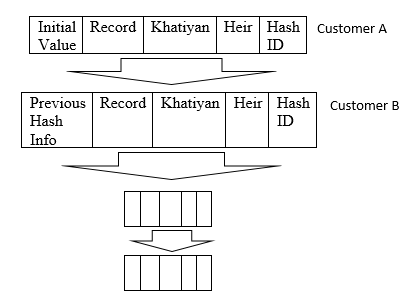 Initial Value Record Khatiyan Heir Hash ID Customer A
Previous Hash Info Record Khatiyan Heir Hash ID Customer B